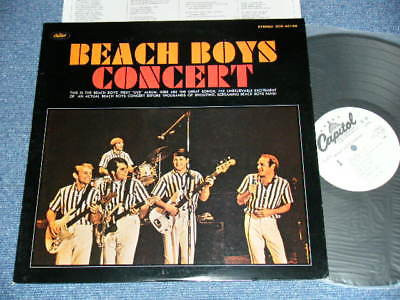 Capitol
STEREO
BEACH BOYS
CONCERT
THIS IS THE BEACH BOYS' FIRST "LIVE" ALBUM. HERE ARE THE GREAT SONGS, THE UNBELIEVABLE EXCITEMENT
OF AN ACTUAL BEACH BOYS CONCERT BEFORE THOUSANDS OF SHOUTING, SCREAMING BEACH BOYS FANS!
Capitol